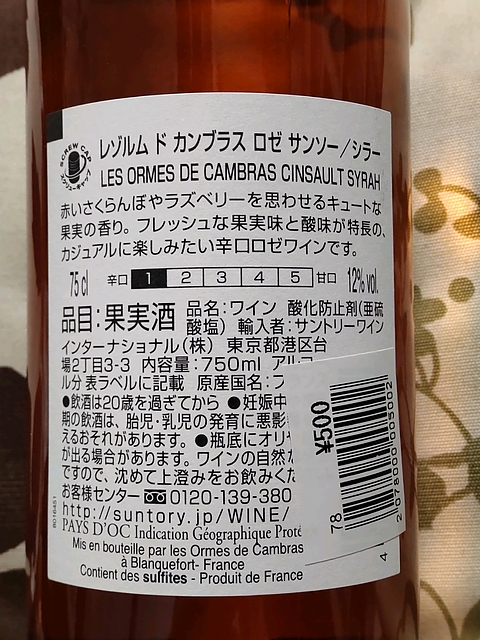 SCREW CAP
レゾルム ド カンブラス ロゼ サンソー/シラー
LES ORMES DE CAMBRAS CINSAULT SYRAH
赤いさくらんぼやラズベリーを思わせるキュートな
果実の香り。フレッシュな果実味と酸味が特長の、
カジュアルに楽しみたい辛口ロゼワインです。
75 cl 辛口 1 2 3 4 5 甘口 12% vol.
品目:果実酒 品名:ワイン 酸化防止剤(亜硫
酸塩) 輸入者:サントリーワイン
インターナショナル(株) 東京都港区台
場2丁目3-3 内容量:750ml アルコー
ル分 表ラベルに記載 原産国名:フ
●飲酒は20歳を過ぎてから ●妊娠中
期の飲酒は、胎児・乳児の発育に悪影
えるおそれがあります。 ●瓶底にオリ
が出る場合があります。ワインの自然
ですので、沈めて上澄みをお飲みくだ
お客様センター 0120-139-380
http://suntory.jp/WINE/
PAYS D'OC Indication Géographique Proté
Mis en bouteille par les Ormes de Cambras
à Blanquefort- France
Contient des sulfites - Produit de France
¥500
78
2078000005002
4